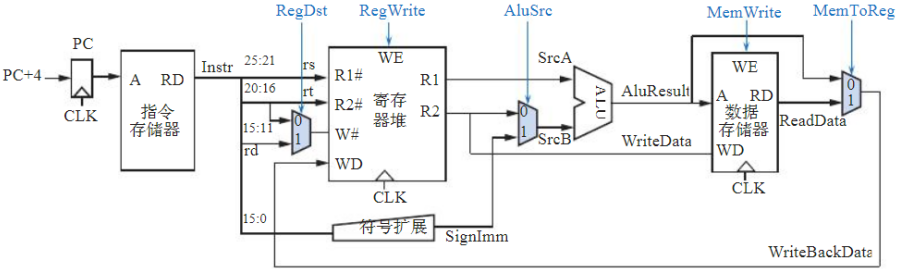 RegDst
RegWrite
AluSrc
MemWrite
MemToReg
PC
PC+4
CLK
A
RD
指令
存储器
Instr
25:21
rs
20:16
rt
15:11
rd
15:0
0
1
WE
R1#
R2#
W#
WD
寄存
器堆
R1
R2
CLK
符号扩展
SignImm
0
1
SrcA
SrcB
ALU
AluResult
WriteData
WE
A
RD
数据
存储器
WD
CLK
ReadData
0
1
WriteBackData